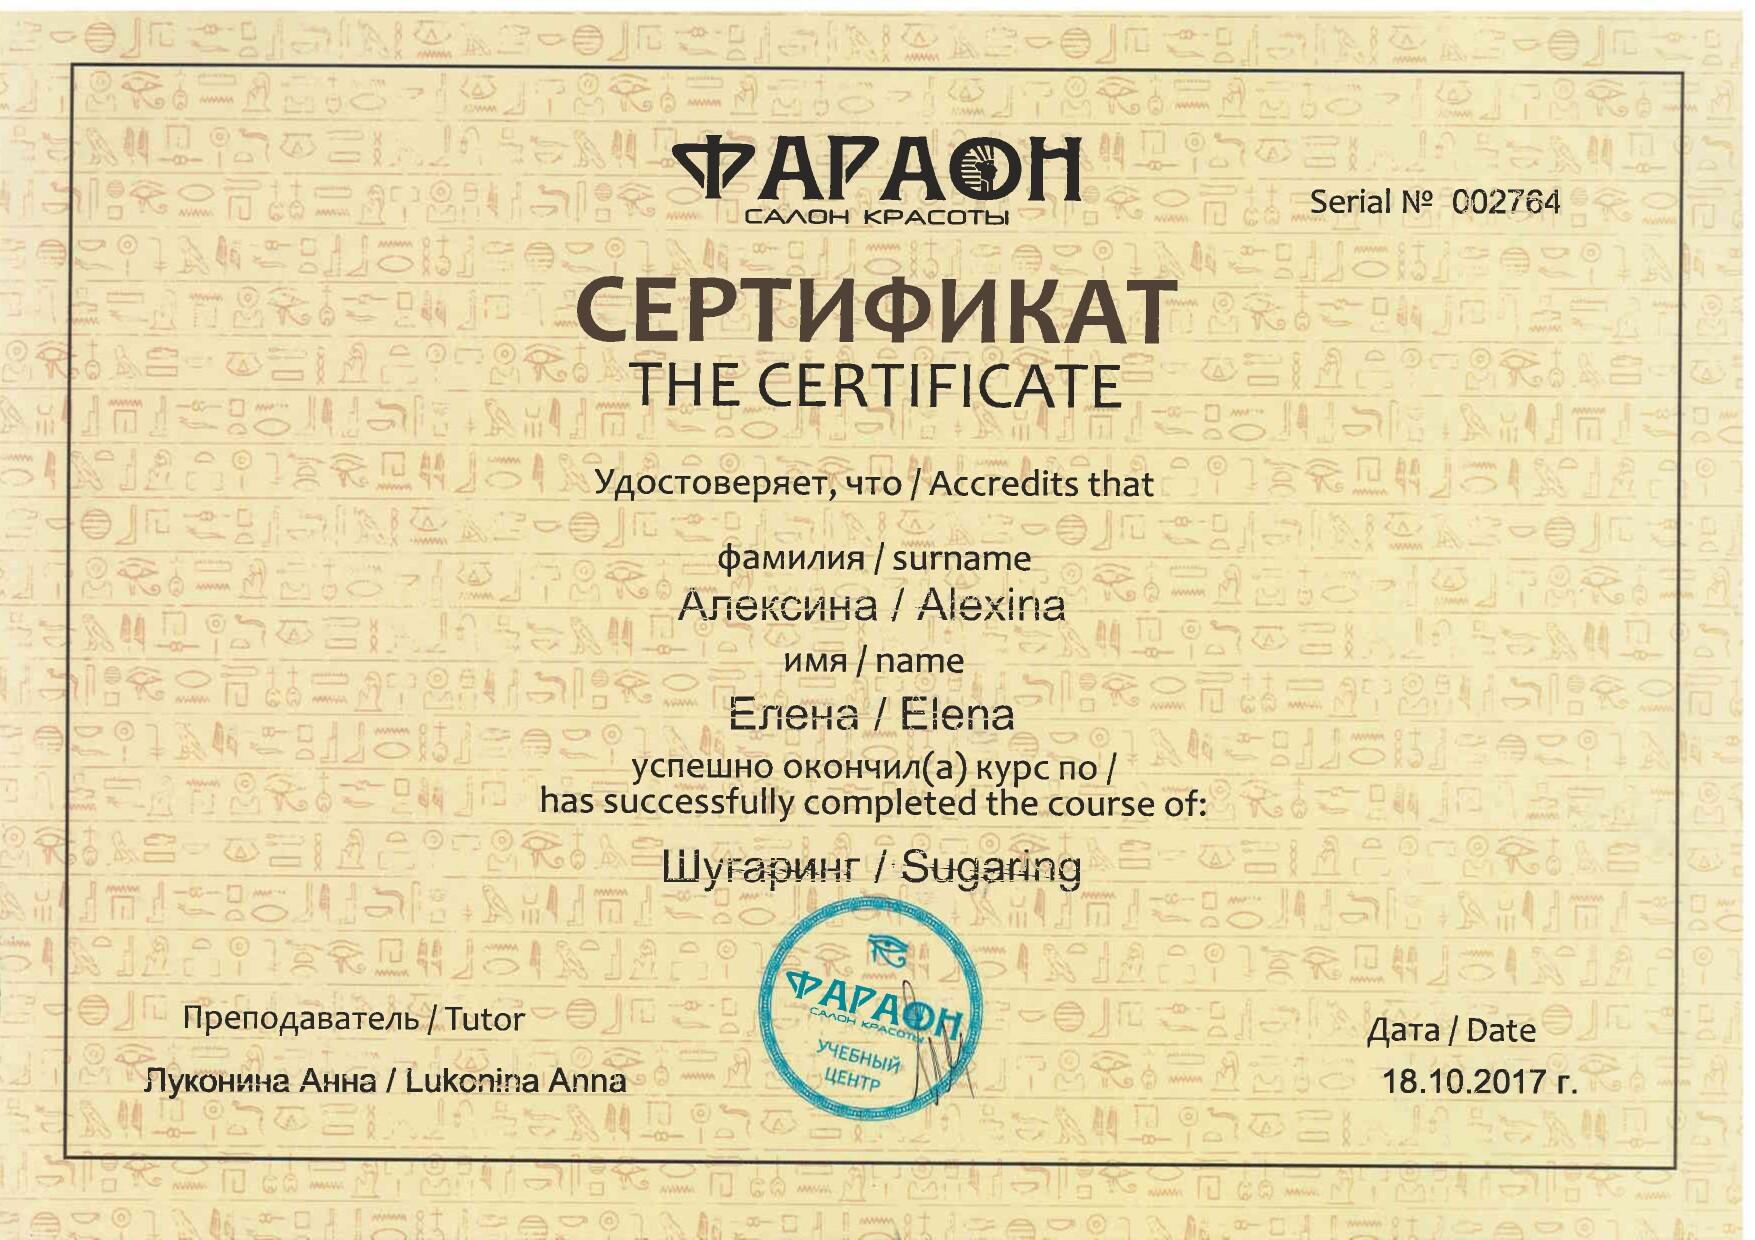 ФАРАОН
САЛОН КРАСОТЫ
Serial № 002764
СЕРТИФИКАТ
THE CERTIFICATE
Удостоверяет, что / Accredits that
фамилия / surname
Алексина / Alexina
имя / name
Елена / Elena
успешно окончил(а) курс по /
has successfully completed the course of:
Шугаринг / Sugaring
ФАРАОН
САЛОН КРАСОТЫ
УЧЕБНЫЙ
ЦЕНТР
Преподаватель / Tutor
Луконина Анна / Lukonina Anna
Дата / Date
18.10.2017 г.